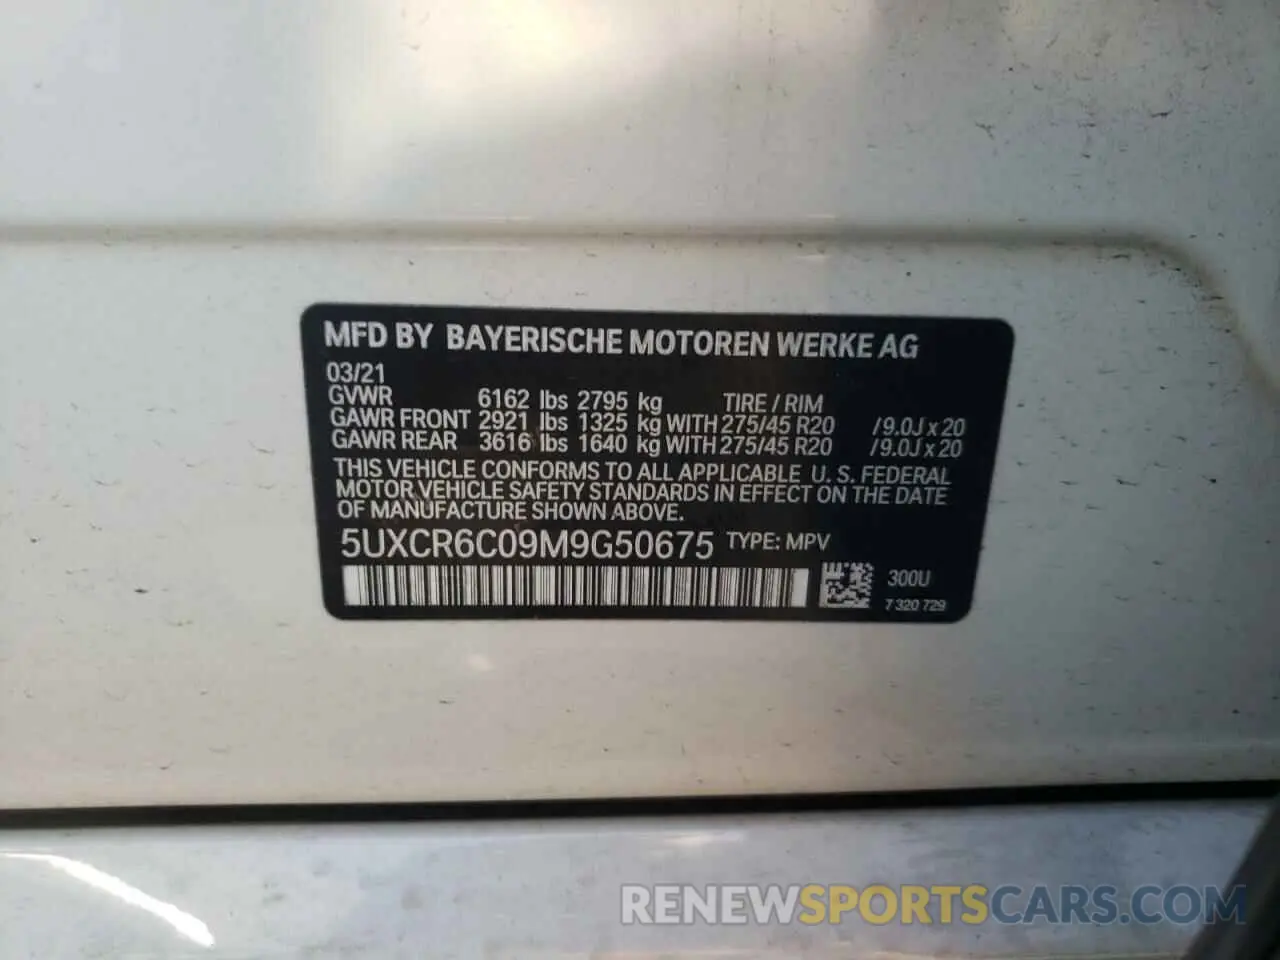 MFD BY BAYERISCHE MOTOREN WERKE AG
03/21
GVWR 6162 lbs 2795 kg TIRE / RIM
GAWR FRONT 2921 lbs 1325 kg WITH 275/45 R20 /9.0J x 20
GAWR REAR 3616 lbs 1640 kg WITH 275/45 R20 /9.0J x 20
THIS VEHICLE CONFORMS TO ALL APPLICABLE U. S. FEDERAL
MOTOR VEHICLE SAFETY STANDARDS IN EFFECT ON THE DATE
OF MANUFACTURE SHOWN ABOVE.
5UXCR6C09M9G50675 TYPE: MPV
300U
7 320 729
RENEWSPORTSCARS.COM